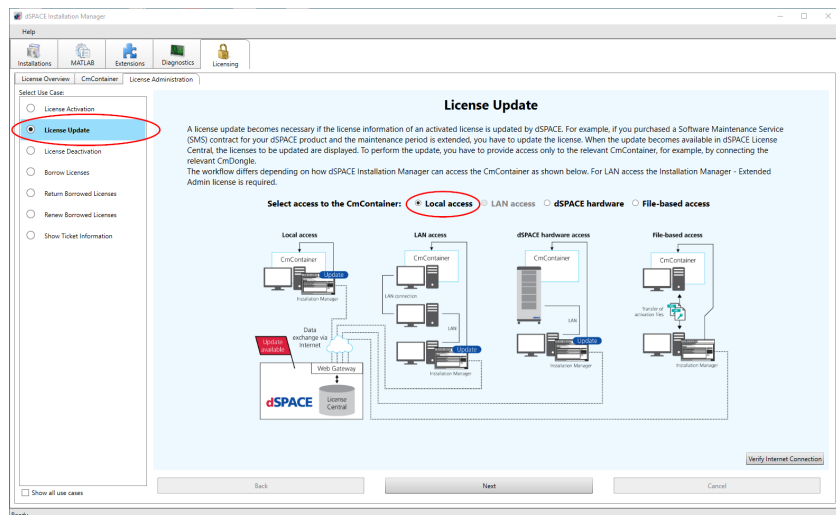 dSPACE Installation Manager
Help
Installations
MATLAB
Extensions
Diagnostics
Licensing
License Overview
CmContainer
License Administration
Select Use Case:
License Activation
License Update
License Deactivation
Borrow Licenses
Return Borrowed Licenses
Renew Borrowed Licenses
Show Ticket Information
Show all use cases
License Update
A license update becomes necessary if the license information of an activated license is updated by dSPACE. For example, if you purchased a Software Maintenance Service
(SMS) contract for your dSPACE product and the maintenance period is extended, you have to update the license. When the update becomes available in dSPACE License
Central, the licenses to be updated are displayed. To perform the update, you have to provide access only to the relevant CmContainer, for example, by connecting the
relevant CmDongle.
The workflow differs depending on how dSPACE Installation Manager can access the CmContainer as shown below. For LAN access the Installation Manager - Extended
Admin license is required.
Select access to the CmContainer:
Local access
LAN access
dSPACE hardware
File-based access
Local access
CmContainer
Update
Installation Manager
LAN access
CmContainer
LAN connection
LAN
Update
Installation Manager
dSPACE hardware access
CmContainer
LAN
Update
Installation Manager
File-based access
CmContainer
Transfer of
activation files
Installation Manager
Data
exchange via
Internet
Update
available
Web Gateway
dSPACE
License
Central
Verify Internet Connection
Back
Next
Cancel
Ready